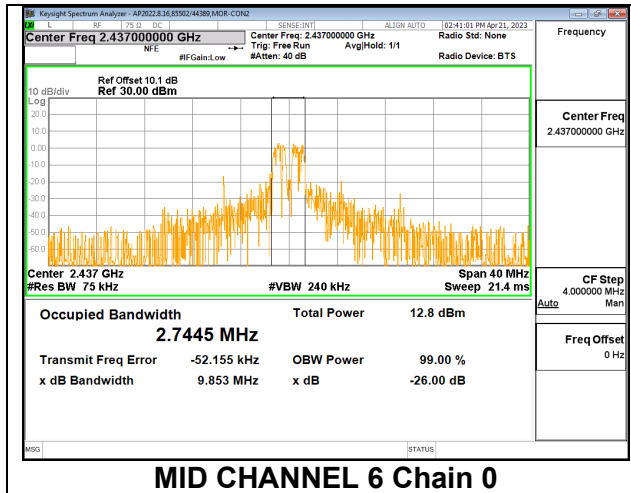 Keysight Spectrum Analyzer - AP2022.8.16,85502/44389,MOR-CON2
L RF 75 Ω DC SENSE:INT ALIGN AUTO 02:41:01 PM Apr 21, 2023
Center Freq 2.437000000 GHz Center Freq: 2.437000000 GHz Radio Std: None Frequency
NFE Trig: Free Run Avg|Hold: 1/1
#IFGain:Low #Atten: 40 dB Radio Device: BTS
Ref Offset 10.1 dB
10 dB/div Ref 30.00 dBm
Log
20.0
10.0
0.00
-10.0
-20.0
-30.0
-40.0
-50.0
-60.0
Center Freq
2.437000000 GHz
Center 2.437 GHz Span 40 MHz
#Res BW 75 kHz #VBW 240 kHz Sweep 21.4 ms
CF Step
4.000000 MHz
Auto Man
Occupied Bandwidth Total Power 12.8 dBm
2.7445 MHz
Freq Offset
0 Hz
Transmit Freq Error -52.155 kHz OBW Power 99.00 %
x dB Bandwidth 9.853 MHz x dB -26.00 dB
MSG STATUS
MID CHANNEL 6 Chain 0